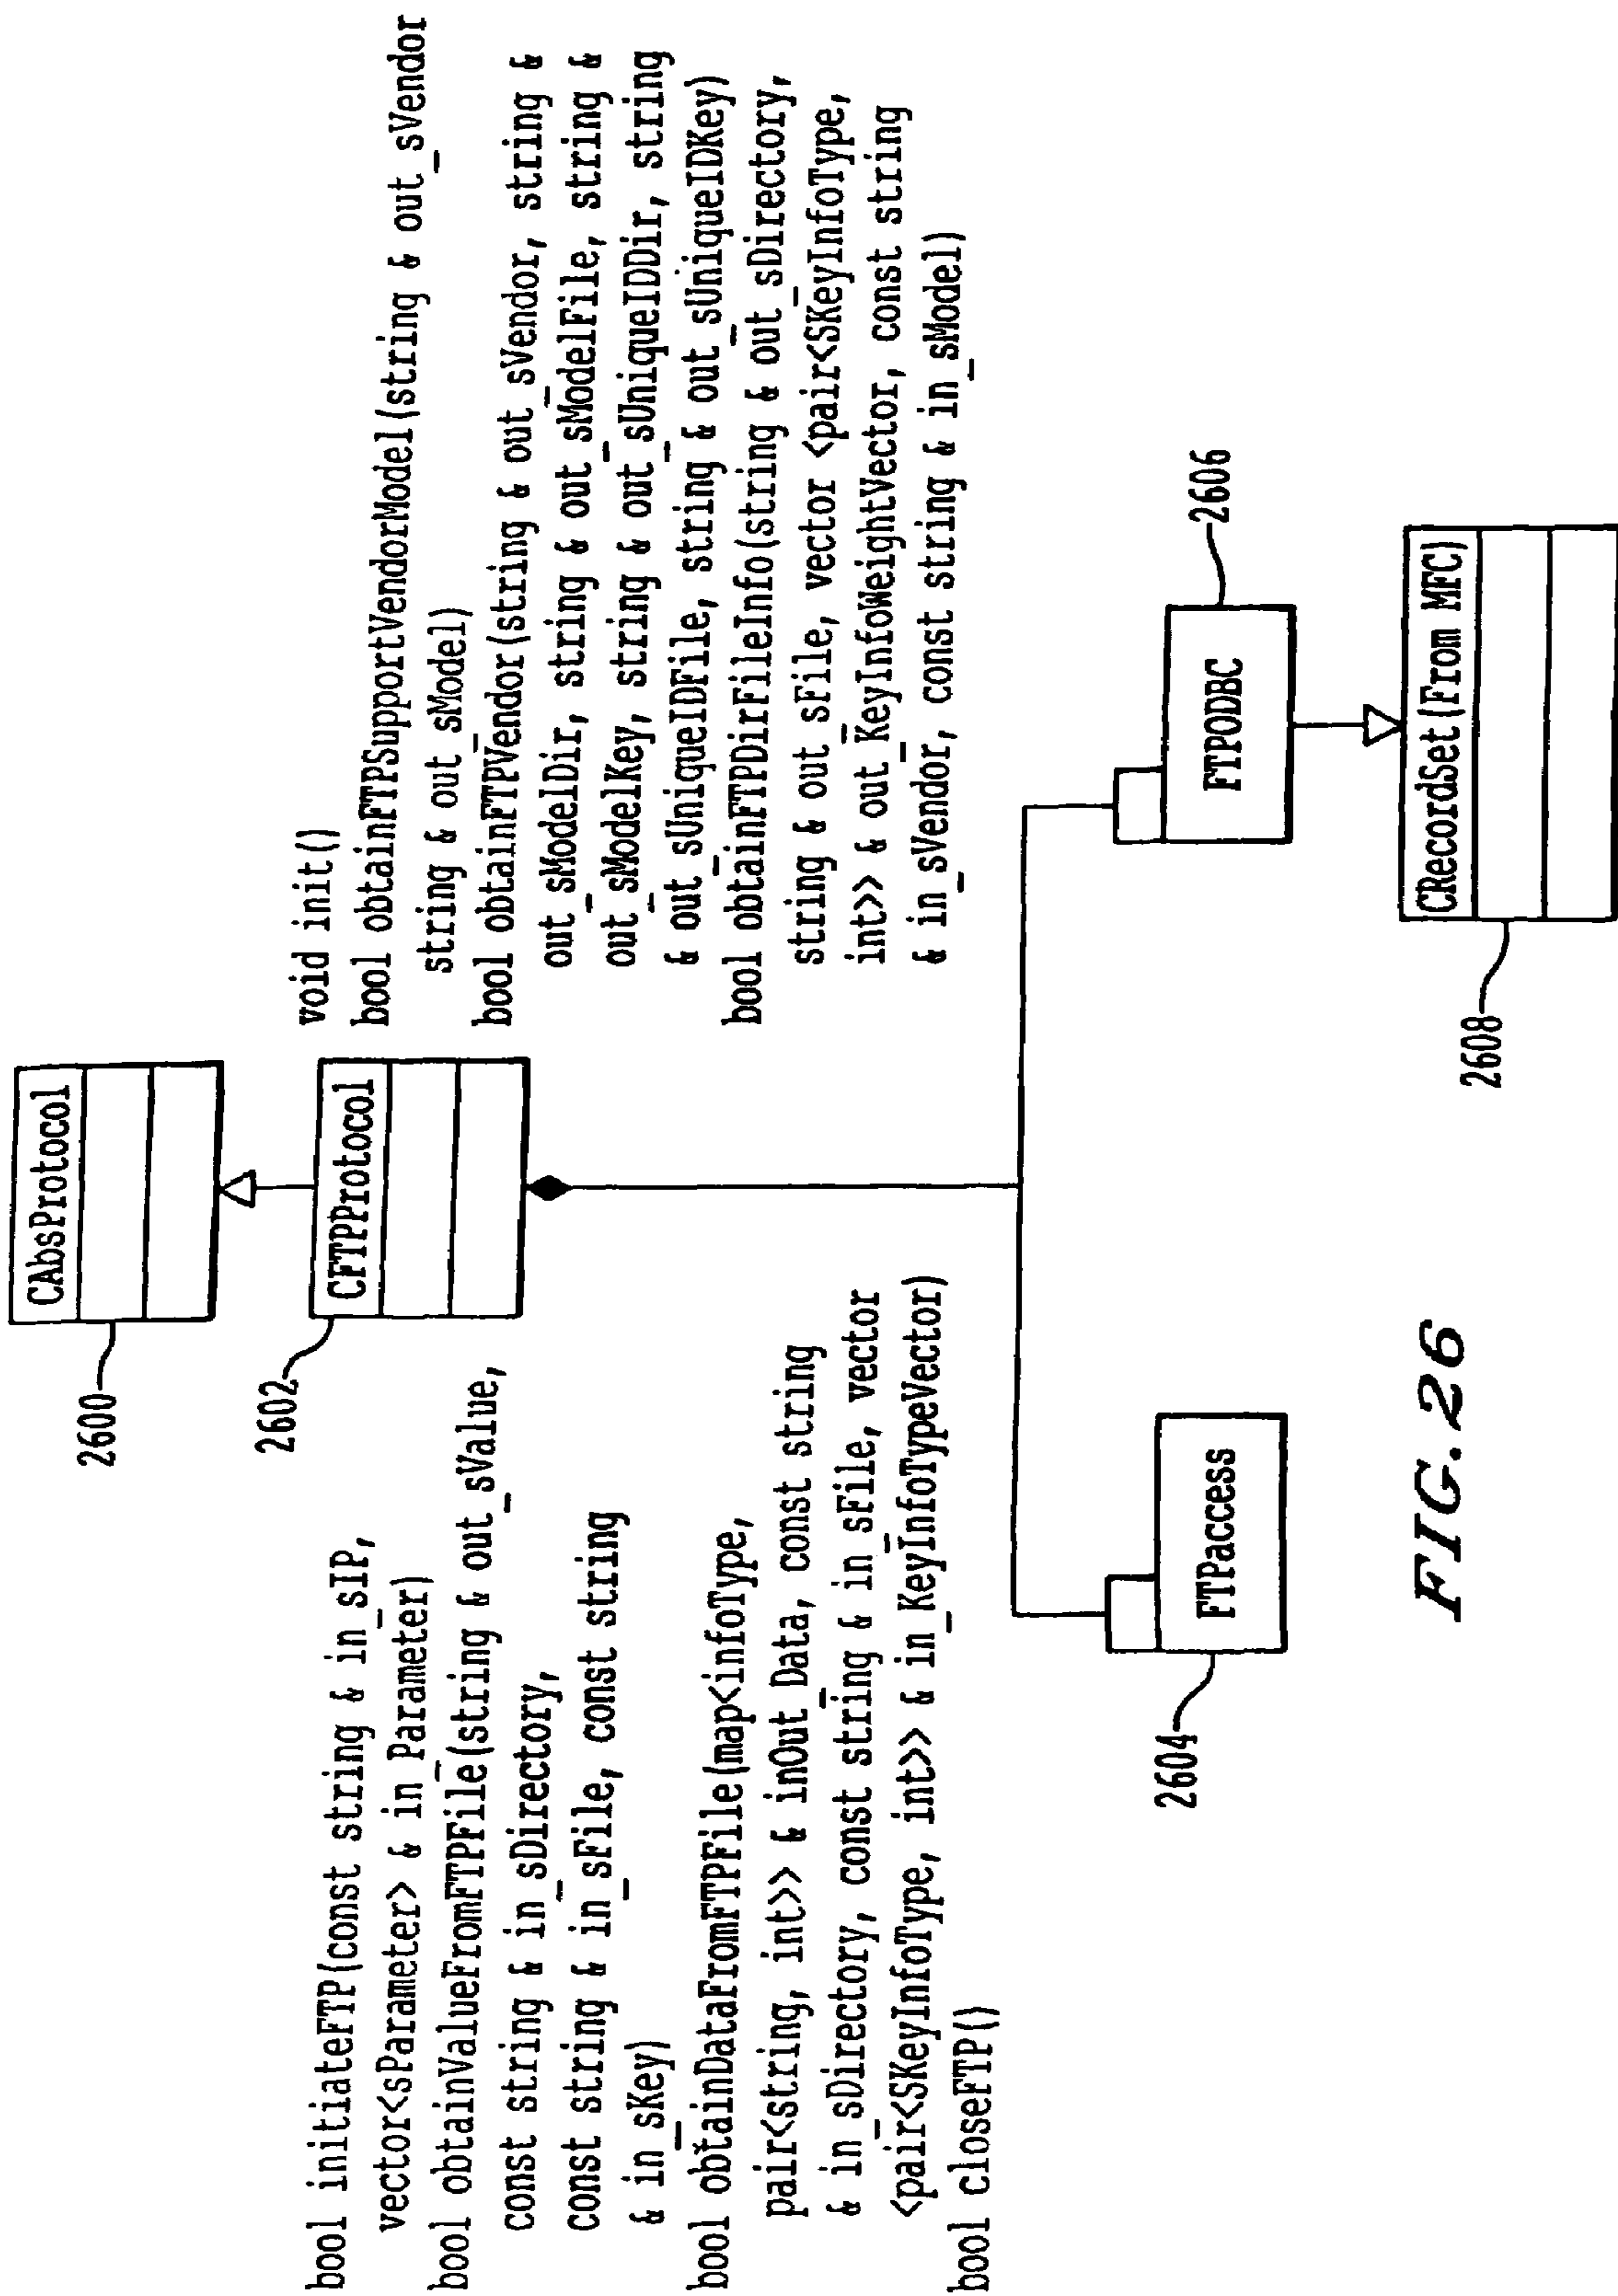 CAbsProtocol
2600
CFTPProtocol
2602
bool initiateFTP(const string & in_sIP,
vector<sParameter> & in_Parameter)
bool obtainValueFromFTPFile(string & out_sValue,
const string & in_sDirectory,
const string & in_sFile, const string
& in_sKey)
bool obtainDataFromFTPFile(map<infoType,
pair<string, int>> & inOut_Data, const string
& in_sDirectory, const string & in_sFile, vector
<pair<SKeyInfoType, int>> & in_KeyInfoTypeVector)
bool closeFTP()
void init()
bool obtainFTPSupportVendorModel(string & out_sVendor
string & out_sModel)
bool obtainFTPVendor(string & out_sVendor, string &
out_sModelDir, string & out_sModelFile, string &
out_sModelKey, string & out_sUniqueIDDir, string
& out_sUniqueIDFile, string & out_sUniqueIDKey)
bool obtainFTPDirFileInfo(string & out_sDirectory,
string & out_sFile, vector <pair<SKeyInfoType,
int>> & out_KeyInfoWeightVector, const string
& in_sVendor, const string & in_sModel)
FTPaccess
2604
FTPODBC
2606
CRecordSet(From MFC)
2608
FIG.26